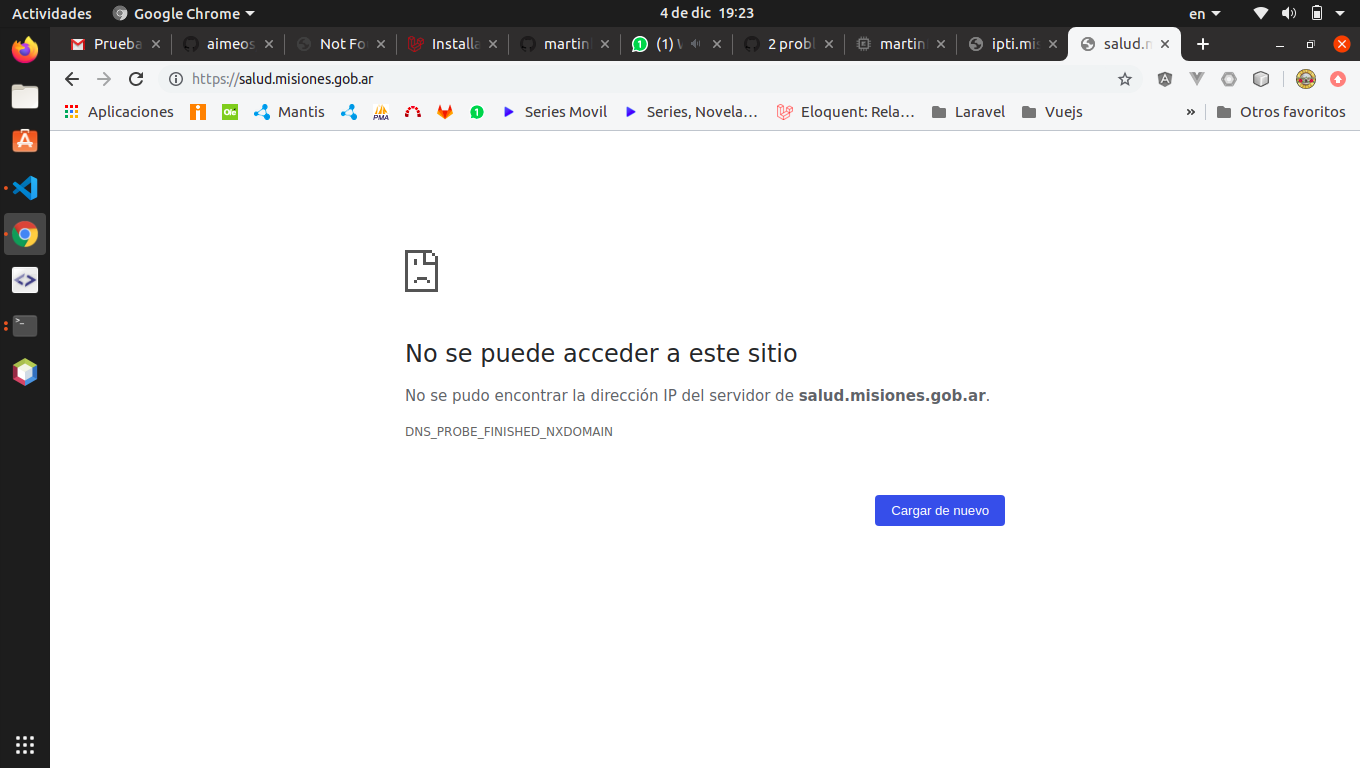 Actividades Google Chrome 4 de dic 19:23 en
Prueba aimeos Not Fo Installa martin (1) 2 probl martin ipti.mis salud.m
https://salud.misiones.gob.ar
Aplicaciones Olé Mantis PMA 1 Series Movil Series, Novela… Eloquent: Rela… Laravel Vuejs » Otros favoritos
No se puede acceder a este sitio
No se pudo encontrar la dirección IP del servidor de salud.misiones.gob.ar.
DNS_PROBE_FINISHED_NXDOMAIN
Cargar de nuevo